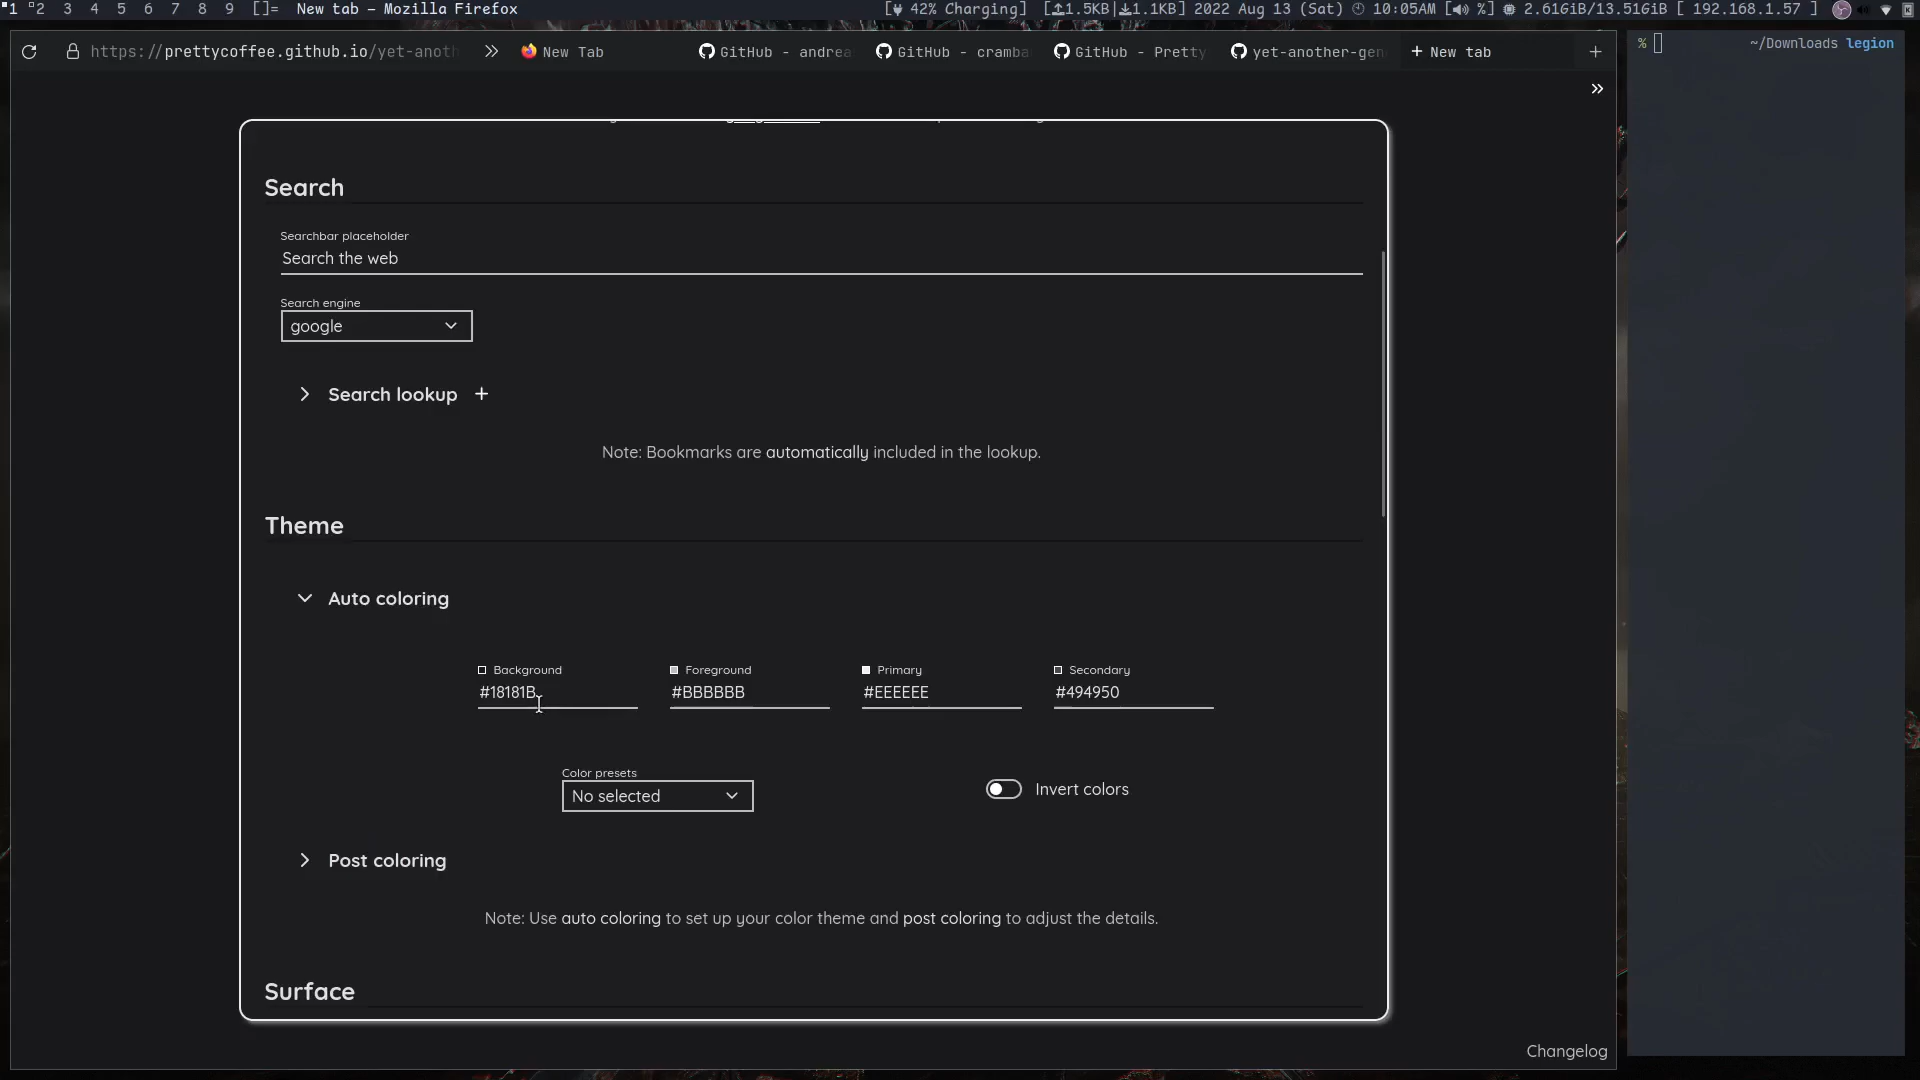 1 2 3 4 5 6 7 8 9 []= New tab — Mozilla Firefox [ 42% Charging] [1.5KB|1.1KB] 2022 Aug 13 (Sat) 10:05AM [ %] 2.61GiB/13.51GiB [ 192.168.1.57 ]
https://prettycoffee.github.io/yet-anoth New Tab GitHub - andrea GitHub - cramba GitHub - Pretty yet-another-gen New tab
% ~/Downloads legion
Search
Searchbar placeholder
Search the web
Search engine
google
Search lookup +
Note: Bookmarks are automatically included in the lookup.
Theme
Auto coloring
Background Foreground Primary Secondary
#18181B #BBBBBB #EEEEEE #494950
Color presets
No selected Invert colors
Post coloring
Note: Use auto coloring to set up your color theme and post coloring to adjust the details.
Surface
Changelog